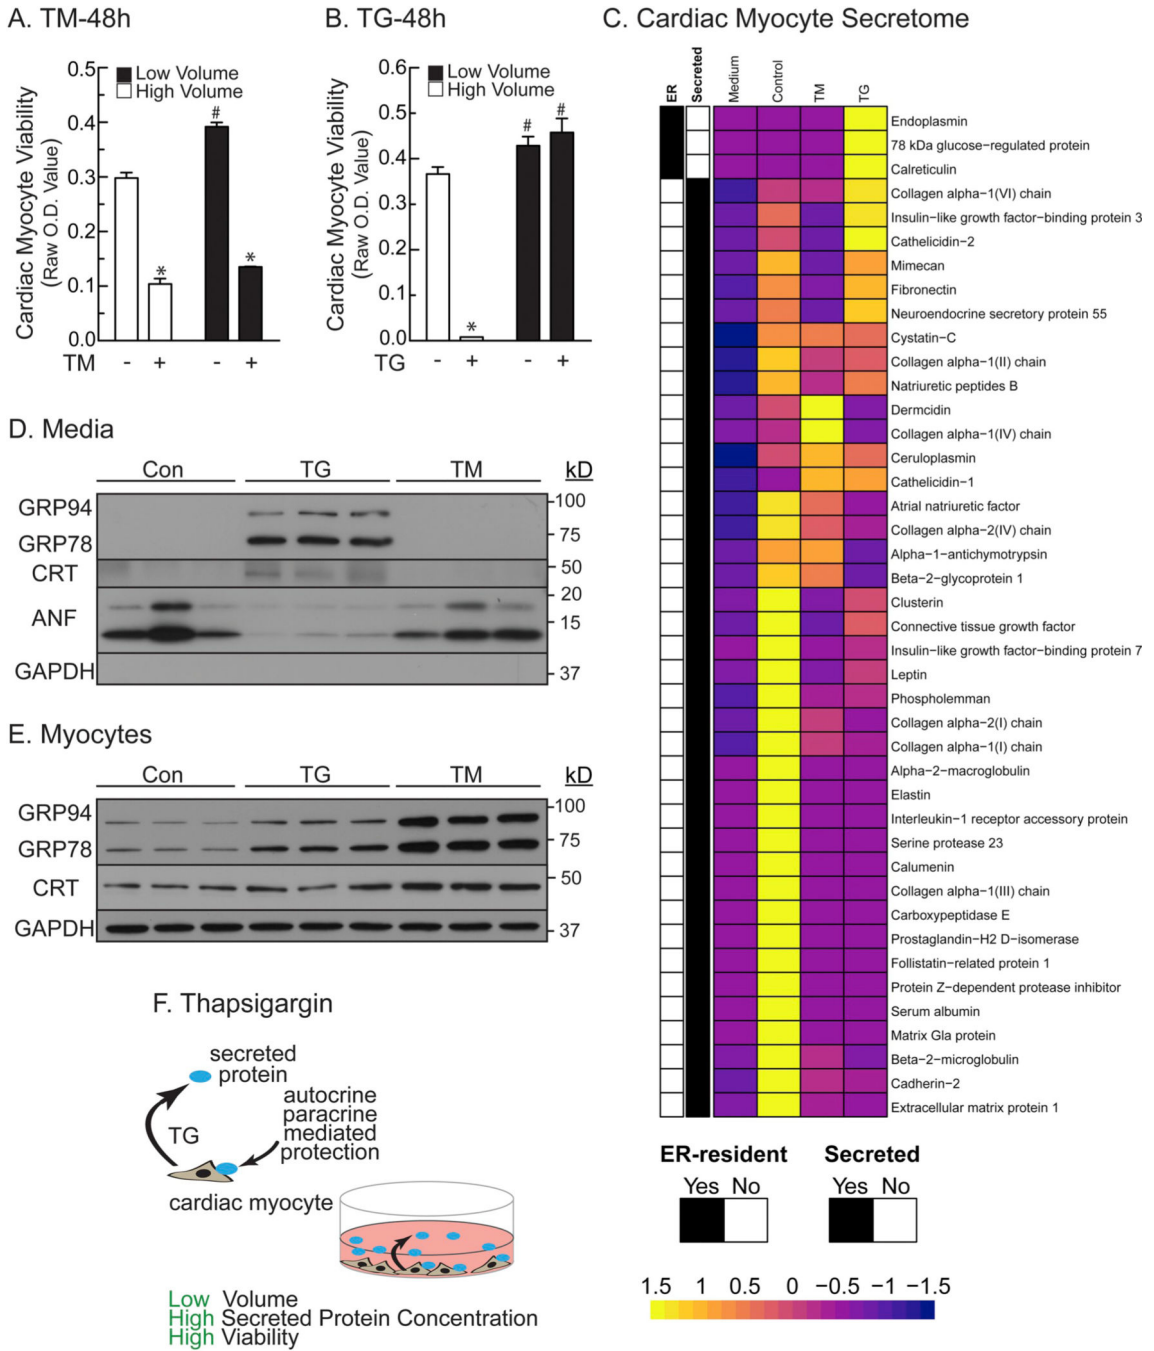 A. TM-48h
Cardiac Myocyte Viability
(Raw O.D. Value)
0.5
0.4
0.3
0.2
0.1
0.0
Low Volume
High Volume
*
#
*
TM - + - +
B. TG-48h
Cardiac Myocyte Viability
(Raw O.D. Value)
0.6
0.5
0.4
0.3
0.2
0.1
0.0
Low Volume
High Volume
*
#
#
TG - + - +
C. Cardiac Myocyte Secretome
ER
Secreted
Medium
Control
TM
TG
Endoplasmin
78 kDa glucose−regulated protein
Calreticulin
Collagen alpha−1(VI) chain
Insulin−like growth factor−binding protein 3
Cathelicidin−2
Mimecan
Fibronectin
Neuroendocrine secretory protein 55
Cystatin−C
Collagen alpha−1(II) chain
Natriuretic peptides B
Dermcidin
Collagen alpha−1(IV) chain
Ceruloplasmin
Cathelicidin−1
Atrial natriuretic factor
Collagen alpha−2(IV) chain
Alpha−1−antichymotrypsin
Beta−2−glycoprotein 1
Clusterin
Connective tissue growth factor
Insulin−like growth factor−binding protein 7
Leptin
Phospholemman
Collagen alpha−2(I) chain
Collagen alpha−1(I) chain
Alpha−2−macroglobulin
Elastin
Interleukin−1 receptor accessory protein
Serine protease 23
Calumenin
Collagen alpha−1(III) chain
Carboxypeptidase E
Prostaglandin−H2 D−isomerase
Follistatin−related protein 1
Protein Z−dependent protease inhibitor
Serum albumin
Matrix Gla protein
Beta−2−microglobulin
Cadherin−2
Extracellular matrix protein 1
ER-resident
Yes No
Secreted
Yes No
1.5 1 0.5 0 −0.5 −1 −1.5
D. Media
Con TG TM kD
GRP94
GRP78
CRT
ANF
GAPDH
100
75
50
20
15
37
E. Myocytes
Con TG TM kD
GRP94
GRP78
CRT
GAPDH
100
75
50
37
F. Thapsigargin
secreted
protein
autocrine
paracrine
mediated
protection
TG
cardiac myocyte
Low Volume
High Secreted Protein Concentration
High Viability